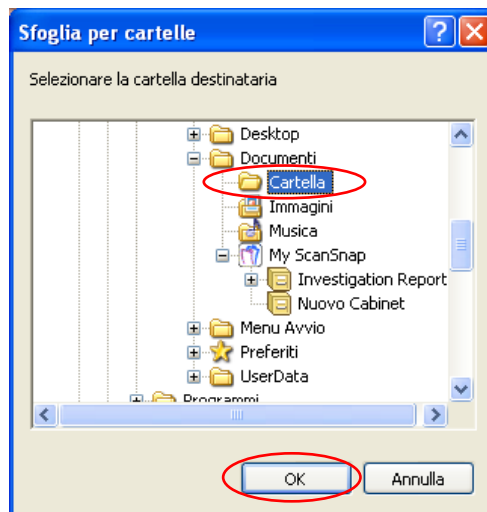 Sfoglia per cartelle
Selezionare la cartella destinataria
Desktop
Documenti
Cartella
Immagini
Musica
My ScanSnap
Investigation Report
Nuovo Cabinet
Menu Avvio
Preferiti
UserData
Programmi
OK
Annulla